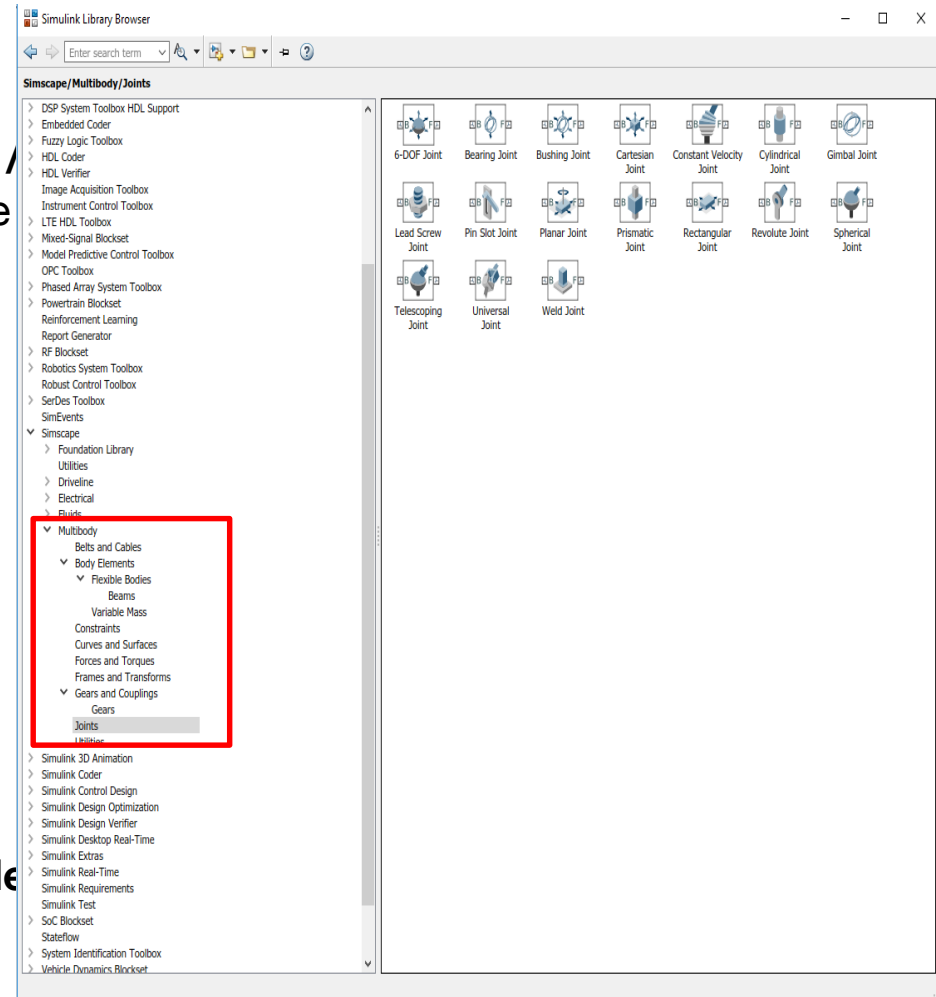 Simulink Library Browser
Enter search term
Simscape/Multibody/Joints
DSP System Toolbox HDL Support
Embedded Coder
Fuzzy Logic Toolbox
HDL Coder
HDL Verifier
Image Acquisition Toolbox
Instrument Control Toolbox
LTE HDL Toolbox
Mixed-Signal Blockset
Model Predictive Control Toolbox
OPC Toolbox
Phased Array System Toolbox
Powertrain Blockset
Reinforcement Learning
Report Generator
RF Blockset
Robotics System Toolbox
Robust Control Toolbox
SerDes Toolbox
SimEvents
Simscape
Foundation Library
Utilities
Driveline
Electrical
Fluids
Multibody
Belts and Cables
Body Elements
Flexible Bodies
Beams
Variable Mass
Constraints
Curves and Surfaces
Forces and Torques
Frames and Transforms
Gears and Couplings
Gears
Joints
Utilities
Simulink 3D Animation
Simulink Coder
Simulink Control Design
Simulink Design Optimization
Simulink Design Verifier
Simulink Desktop Real-Time
Simulink Extras
Simulink Real-Time
Simulink Requirements
Simulink Test
SoC Blockset
Stateflow
System Identification Toolbox
Vehicle Dynamics Blockset
B F B F B F B F B F B F B F
6-DOF Joint Bearing Joint Bushing Joint Cartesian Constant Velocity Cylindrical Gimbal Joint
Joint Joint Joint
B F B F B F B F B F B F B F
Lead Screw Pin Slot Joint Planar Joint Prismatic Rectangular Revolute Joint Spherical
Joint Joint Joint Joint
B F B F B F
Telescoping Universal Weld Joint
Joint Joint